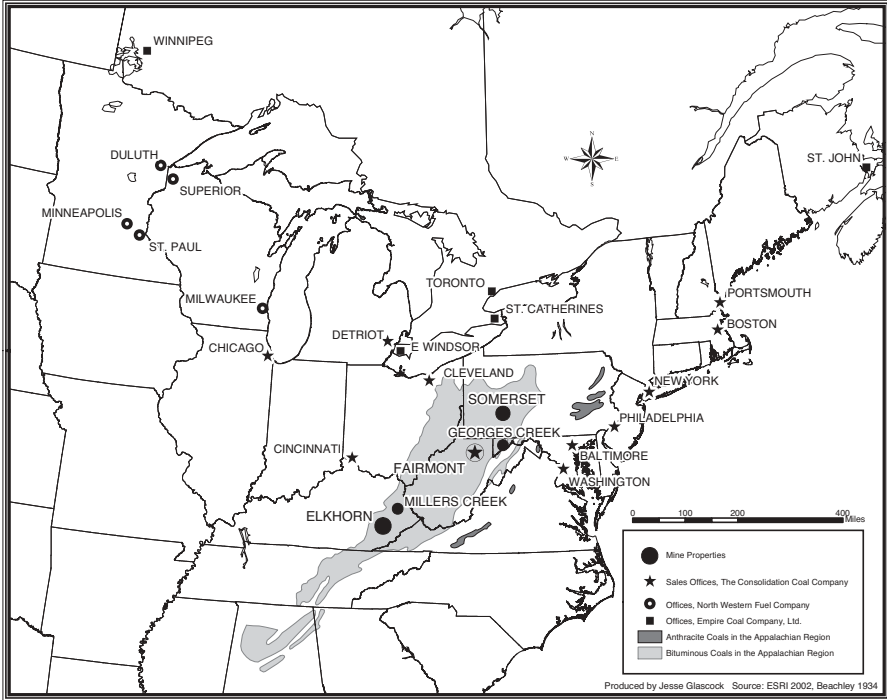 WINNIPEG
DULUTH
SUPERIOR
ST. JOHN
MINNEAPOLIS
ST. PAUL
N
W
E
S
TORONTO
MILWAUKEE
ST. CATHERINES
PORTSMOUTH
BOSTON
DETRIOT
E WINDSOR
CHICAGO
CLEVELAND
NEW YORK
SOMERSET
PHILADELPHIA
GEORGES CREEK
CINCINNATI
BALTIMORE
FAIRMONT
WASHINGTON
MILLERS CREEK
ELKHORN
0 100 200 400
Miles
Mine Properties
Sales Offices, The Consolidation Coal Company
Offices, North Western Fuel Company
Offices, Empire Coal Company, Ltd.
Anthracite Coals in the Appalachian Region
Bituminous Coals in the Appalachian Region
Produced by Jesse Glascock Source: ESRI 2002, Beachley 1934